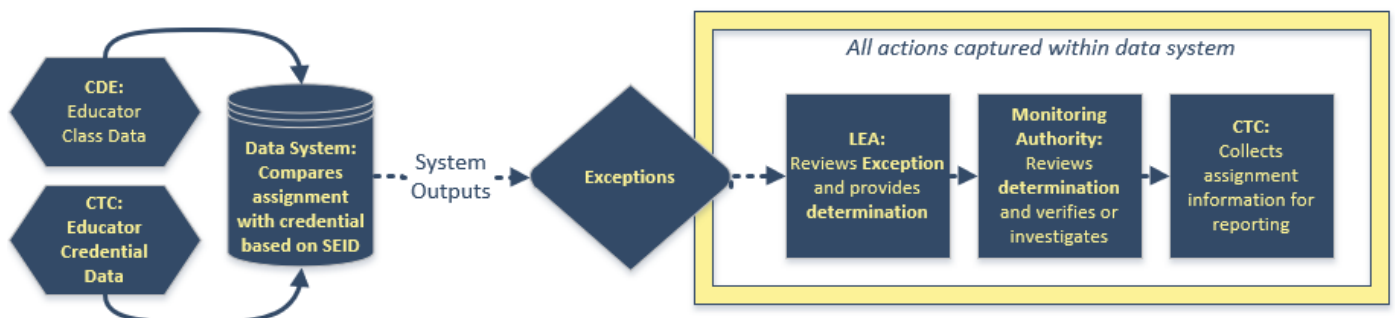 CDE:
Educator
Class Data
CTC:
Educator
Credential
Data
Data System:
Compares
assignment
with credential
based on SEID
System
Outputs
Exceptions
All actions captured within data system
LEA:
Reviews Exception
and provides
determination
Monitoring
Authority:
Reviews
determination
and verifies or
investigates
CTC:
Collects
assignment
information for
reporting